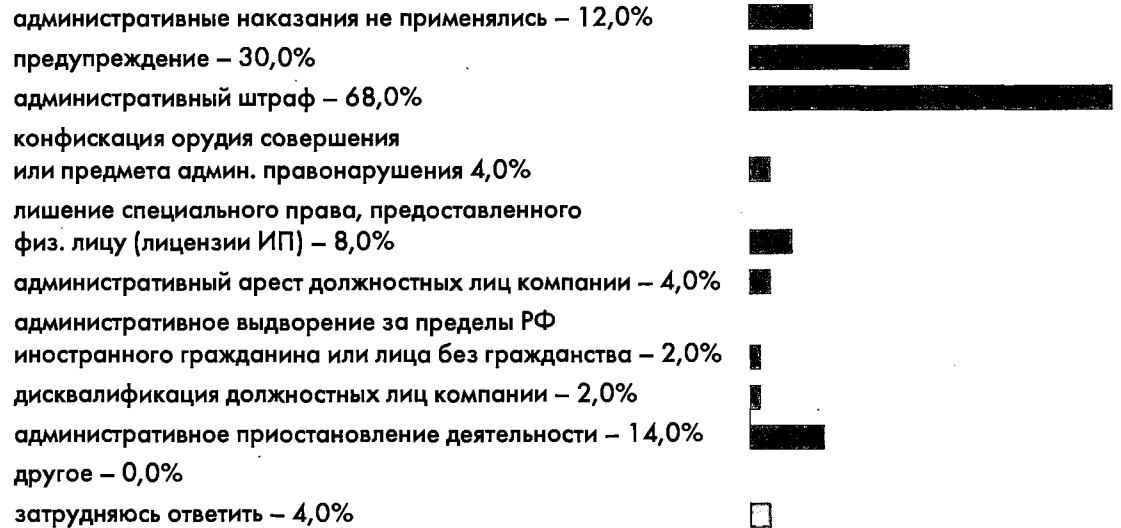 административные наказания не применялись – 12,0%
предупреждение – 30,0%
административный штраф – 68,0%
конфискация орудия совершения
или предмета админ. правонарушения 4,0%
лишение специального права, предоставленного
физ. лицу (лицензии ИП) – 8,0%
административный арест должностных лиц компании – 4,0%
административное выдворение за пределы РФ
иностранного гражданина или лица без гражданства – 2,0%
дисквалификация должностных лиц компании – 2,0%
административное приостановление деятельности – 14,0%
другое – 0,0%
затрудняюсь ответить – 4,0%